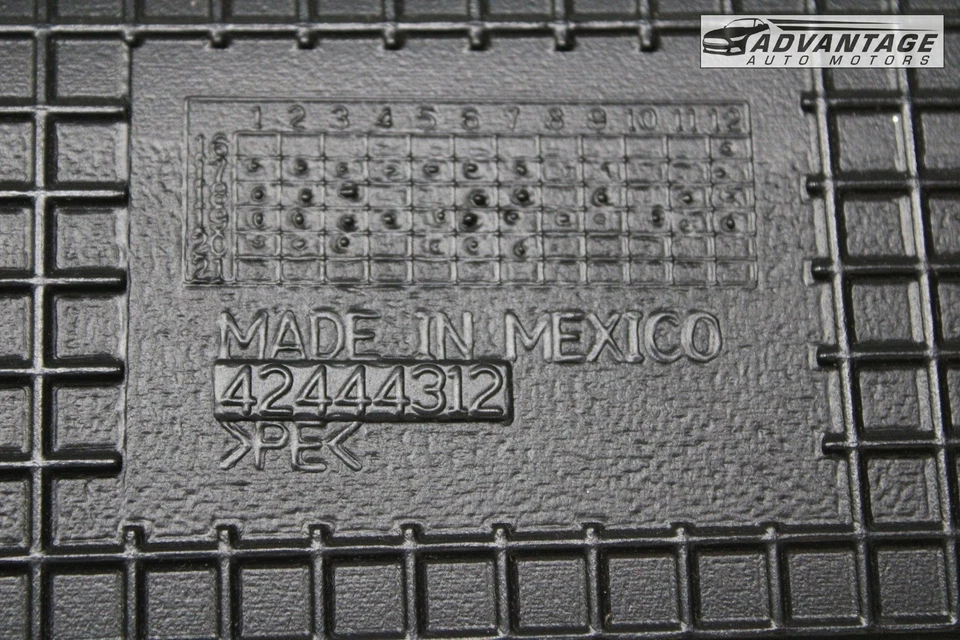 ADVANTAGE
AUTO MOTORS
1 2 3 4 5 6 7 8 9 10 11 12
16
17
18
19
20
21
MADE IN MEXICO
42444312
>PE<